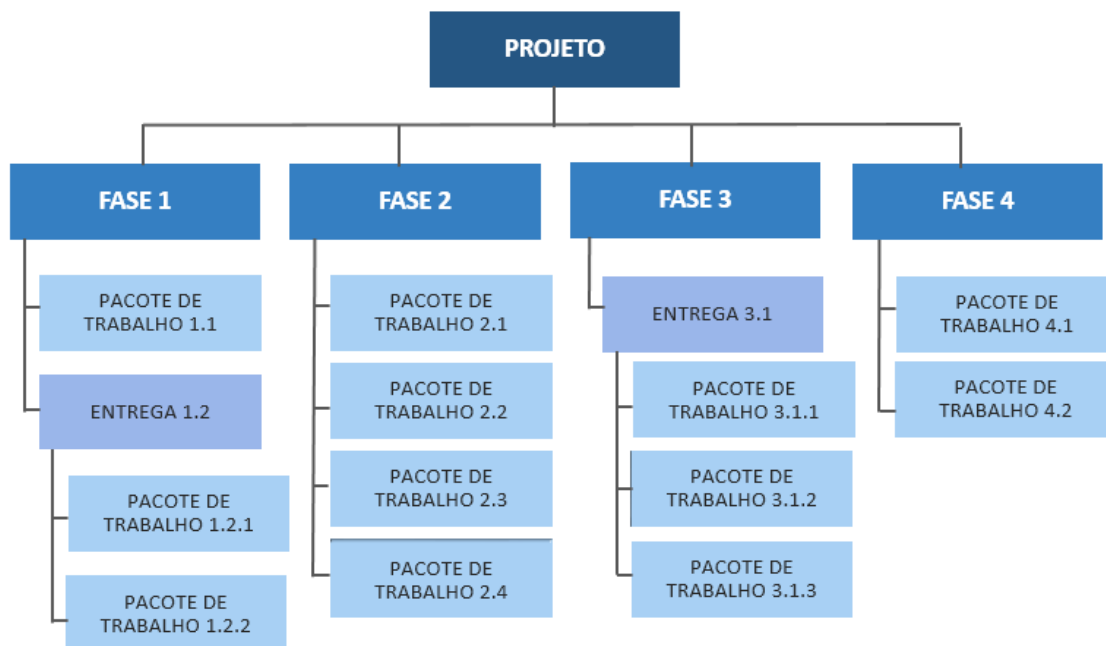 PROJETO
FASE 1
FASE 2
FASE 3
FASE 4
PACOTE DE
TRABALHO 1.1
ENTREGA 1.2
PACOTE DE
TRABALHO 1.2.1
PACOTE DE
TRABALHO 1.2.2
PACOTE DE
TRABALHO 2.1
PACOTE DE
TRABALHO 2.2
PACOTE DE
TRABALHO 2.3
PACOTE DE
TRABALHO 2.4
ENTREGA 3.1
PACOTE DE
TRABALHO 3.1.1
PACOTE DE
TRABALHO 3.1.2
PACOTE DE
TRABALHO 3.1.3
PACOTE DE
TRABALHO 4.1
PACOTE DE
TRABALHO 4.2